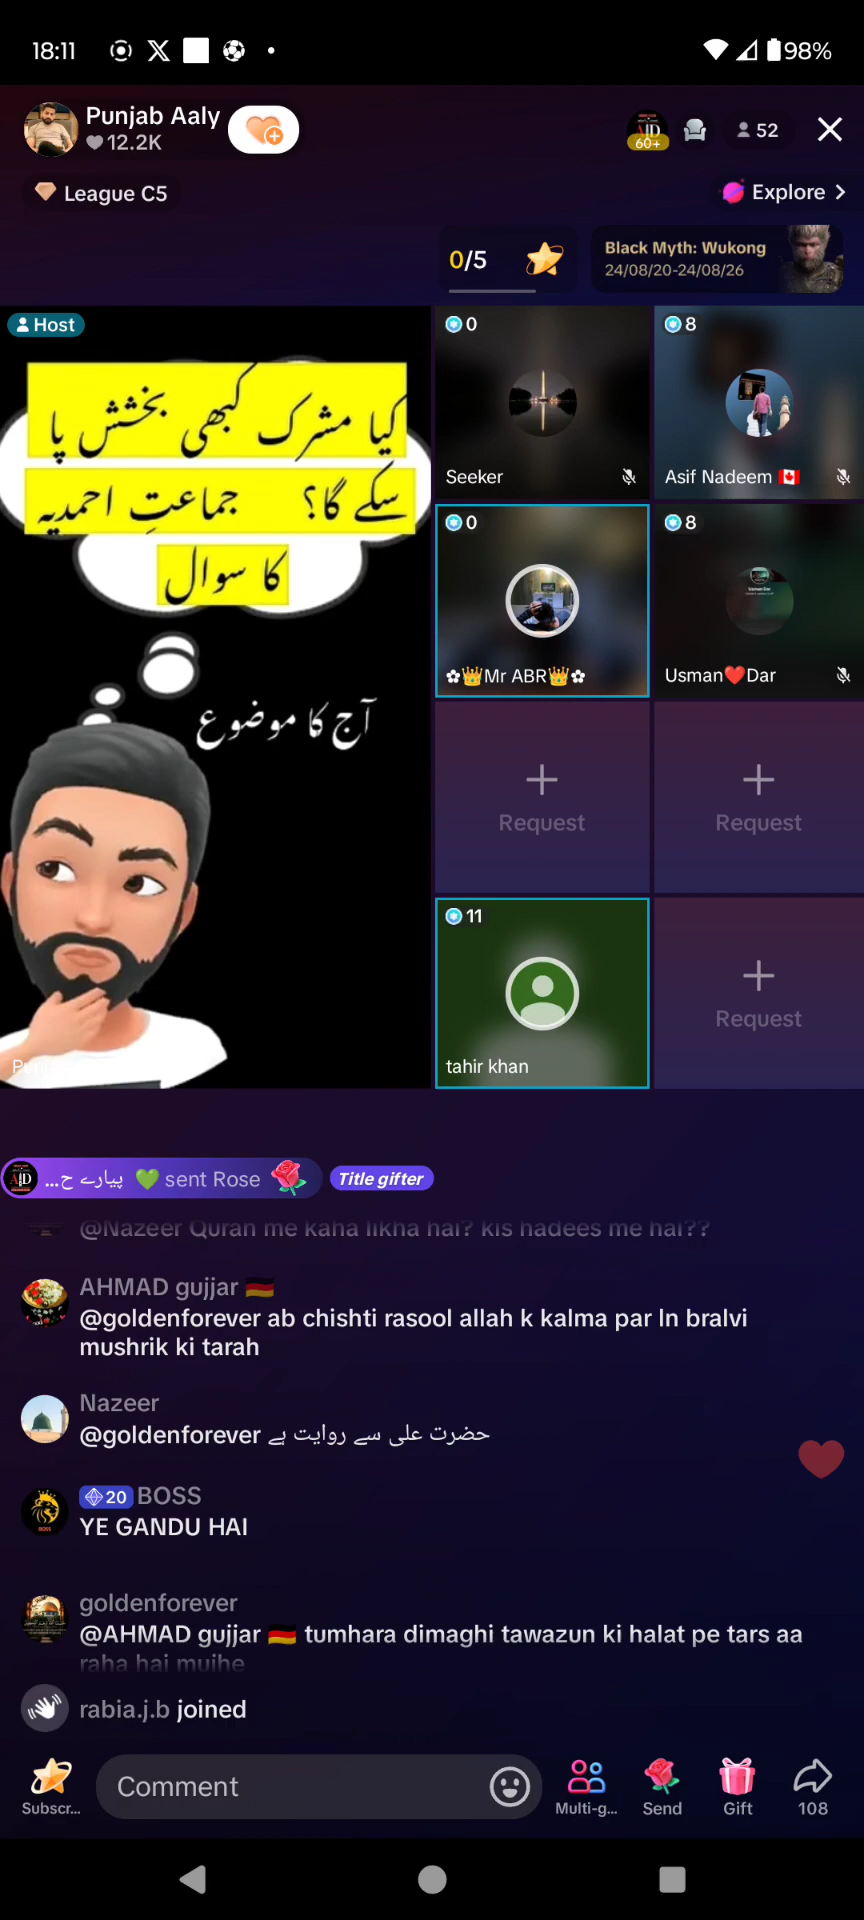 18:11
98%
Punjab Aaly
12.2K
60+
52
League C5
Explore
0/5
Black Myth: Wukong
24/08/20-24/08/26
Host
کیا مشرک کبھی بخشش پا
سکے گا؟ جماعتِ احمدیہ
کا سوال
آج کا موضوع
0
Seeker
8
Asif Nadeem 🇨🇦
0
✿👑Mr ABR👑✿
8
Usman❤️Dar
Request
Request
11
tahir khan
Request
پیارے ح... 💚 sent Rose
Title gifter
@Nazeer Quran me kaha likha hai? kis hadees me hai??
AHMAD gujjar 🇩🇪
@goldenforever ab chishti rasool allah k kalma par ln bralvi
mushrik ki tarah
Nazeer
@goldenforever حضرت علی سے روایت ہے
20 BOSS
YE GANDU HAI
goldenforever
@AHMAD gujjar 🇩🇪 tumhara dimaghi tawazun ki halat pe tars aa
raha hai mujhe
rabia.j.b joined
Subscr...
Comment
Multi-g...
Send
Gift
108